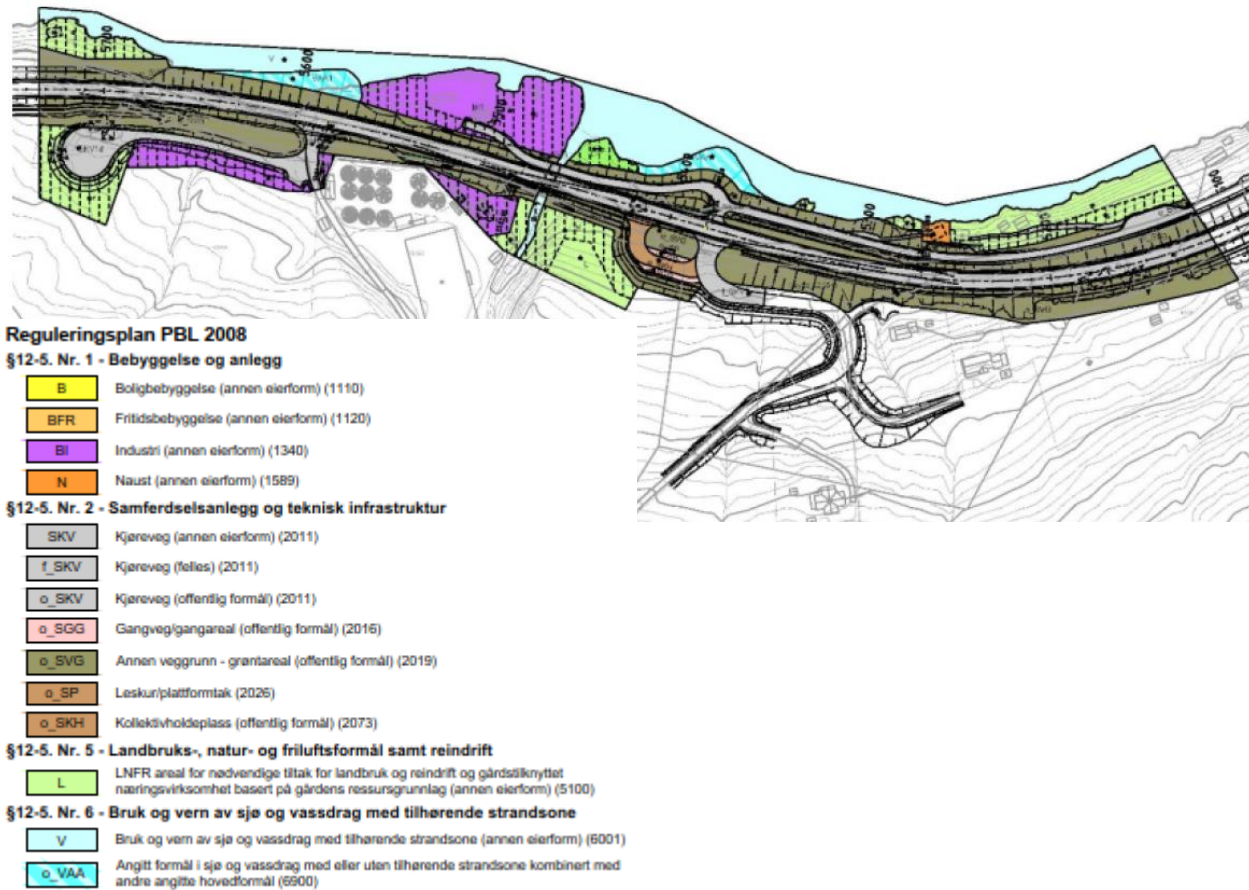 5700
5600
Reguleringsplan PBL 2008
§12-5. Nr. 1 - Bebyggelse og anlegg
B Boligbebyggelse (annen eierform) (1110)
BFR Fritidsbebyggelse (annen eierform) (1120)
BI Industri (annen eierform) (1340)
N Naust (annen eierform) (1589)
§12-5. Nr. 2 - Samferdselsanlegg og teknisk infrastruktur
SKV Kjøreveg (annen eierform) (2011)
f_SKV Kjøreveg (felles) (2011)
o_SKV Kjøreveg (offentlig formål) (2011)
o_SGG Gangveg/gangareal (offentlig formål) (2016)
o_SVG Annen veggrunn - grøntareal (offentlig formål) (2019)
o_SP Leskur/plattformtak (2026)
o_SKH Kollektivholdeplass (offentlig formål) (2073)
§12-5. Nr. 5 - Landbruks-, natur- og friluftsformål samt reindrift
L LNFR areal for nødvendige tiltak for landbruk og reindrift og gårdstilknyttet
næringsvirksomhet basert på gårdens ressursgrunnlag (annen eierform) (5100)
§12-5. Nr. 6 - Bruk og vern av sjø og vassdrag med tilhørende strandsone
V Bruk og vern av sjø og vassdrag med tilhørende strandsone (annen eierform) (6001)
o_VAA Angitt formål i sjø og vassdrag med eller uten tilhørende strandsone kombinert med
andre angitte hovedformål (6900)